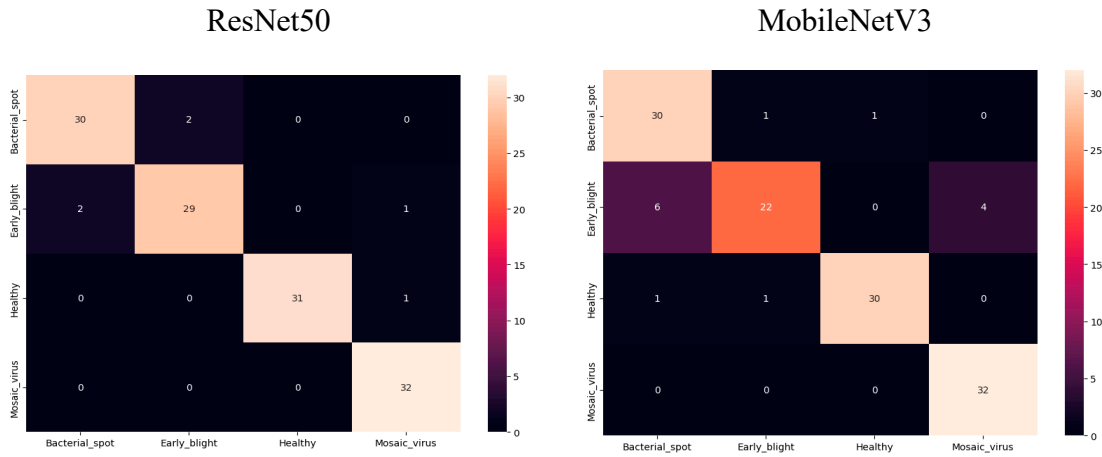 ResNet50
Bacterial_spot 30 2 0 0
Early_blight 2 29 0 1
Healthy 0 0 31 1
Mosaic_virus 0 0 0 32
Bacterial_spot Early_blight Healthy Mosaic_virus
30
25
20
15
10
5
0
MobileNetV3
Bacterial_spot 30 1 1 0
Early_blight 6 22 0 4
Healthy 1 1 30 0
Mosaic_virus 0 0 0 32
Bacterial_spot Early_blight Healthy Mosaic_virus
30
25
20
15
10
5
0